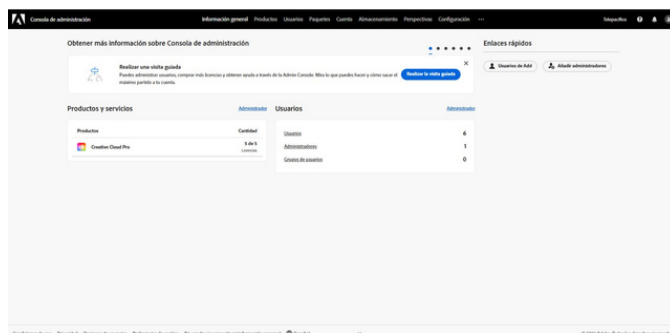 Consola de administración
Información general Productos Usuarios Paquetes Cuenta Almacenamiento Perspectivas Configuración ···
Telepacífico
Obtener más información sobre Consola de administración
Realizar una visita guiada
Puedes administrar usuarios, comprar más licencias y obtener ayuda a través de la Admin Console. Mira lo que puedes hacer y cómo sacar el
máximo partido a tu cuenta.
Realizar la visita guiada
Enlaces rápidos
Usuarios de Add
Añadir administradores
Productos y servicios
Administrador
Productos
Cantidad
Creative Cloud Pro
5 de 5
Licencias
Usuarios
Administrador
Usuarios 6
Administradores 1
Grupos de usuarios 0